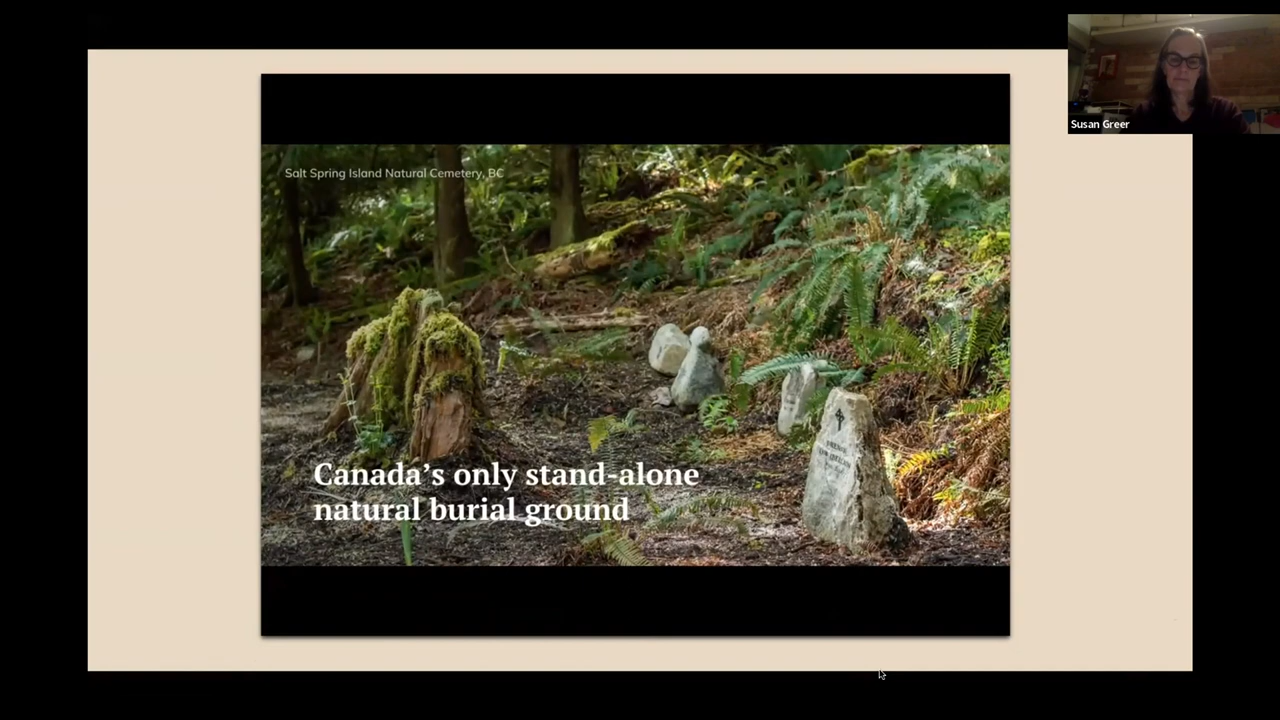 Susan Greer
Salt Spring Island Natural Cemetery, BC
Canada's only stand-alone
natural burial ground